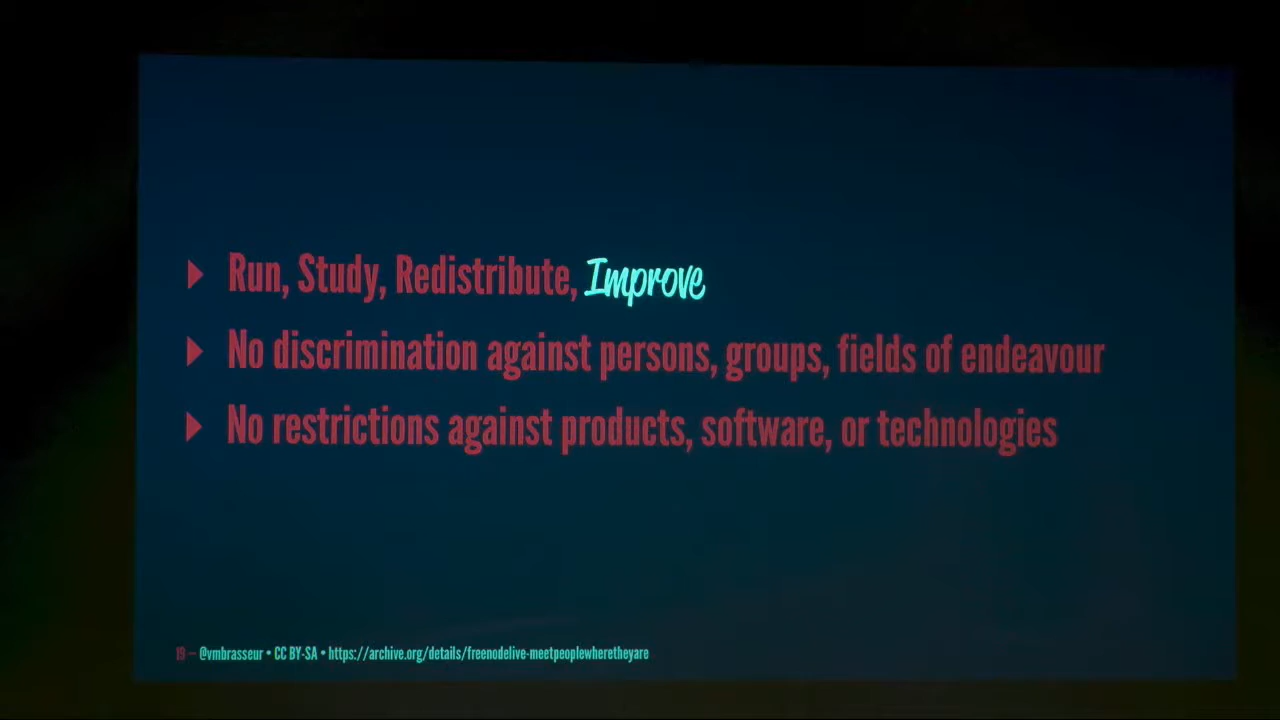 Run, Study, Redistribute, Improve
No discrimination against persons, groups, fields of endeavour
No restrictions against products, software, or technologies
19 — @vmbrasseur • CC BY-SA • https://archive.org/details/freenodelive-meetpeoplewheretheyare